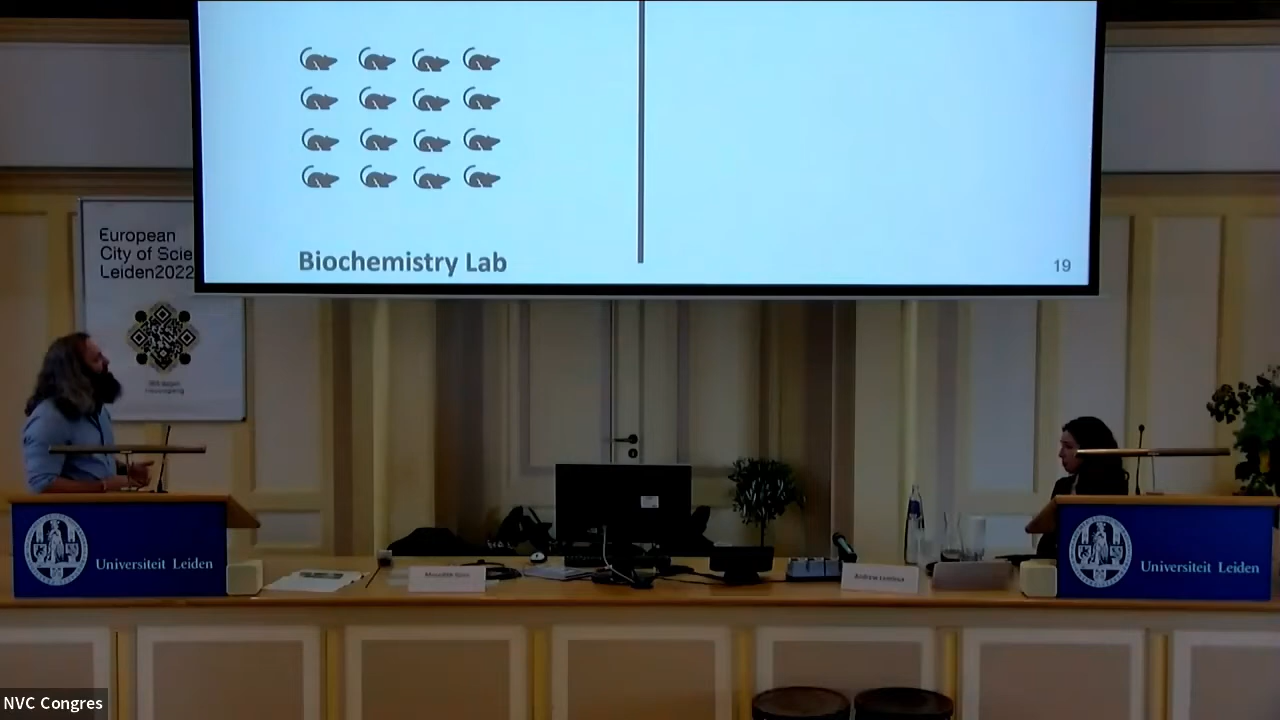 Biochemistry Lab
19
European
City of Scie
Leiden2022
Universiteit Leiden
Universiteit Leiden
NVC Congres